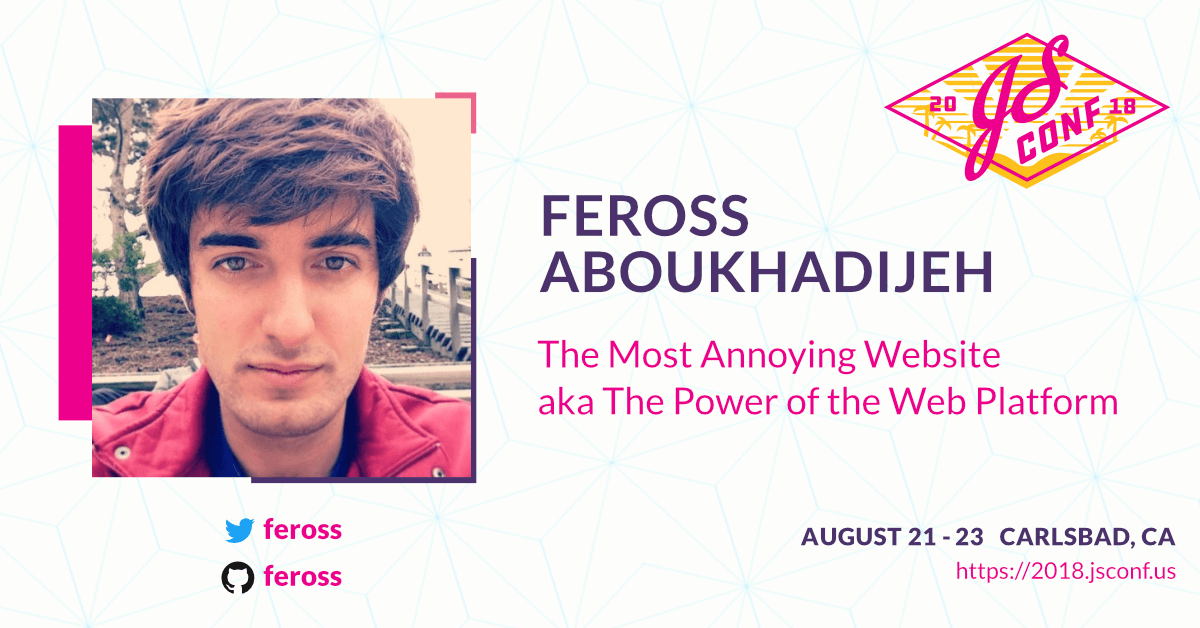 20 JS CONF 18
FEROSS
ABOUKHADIJEH
The Most Annoying Website
aka The Power of the Web Platform
feross
feross
AUGUST 21 - 23 CARLSBAD, CA
https://2018.jsconf.us